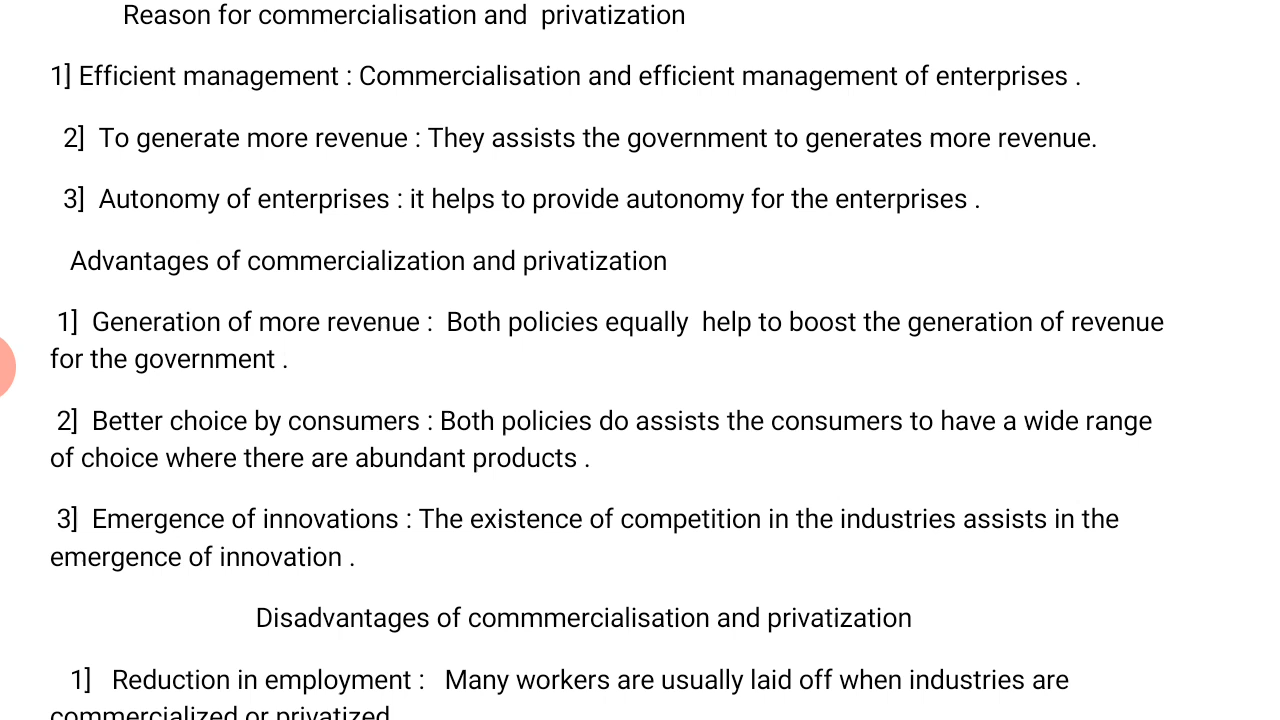 Reason for commercialisation and  privatization
1] Efficient management : Commercialisation and efficient management of enterprises .
2]  To generate more revenue : They assists the government to generates more revenue.
3]  Autonomy of enterprises : it helps to provide autonomy for the enterprises .
Advantages of commercialization and privatization
1]  Generation of more revenue :  Both policies equally  help to boost the generation of revenue
for the government .
2]  Better choice by consumers : Both policies do assists the consumers to have a wide range
of choice where there are abundant products .
3]  Emergence of innovations : The existence of competition in the industries assists in the
emergence of innovation .
Disadvantages of commmercialisation and privatization
1]   Reduction in employment :   Many workers are usually laid off when industries are
commercialized or privatized